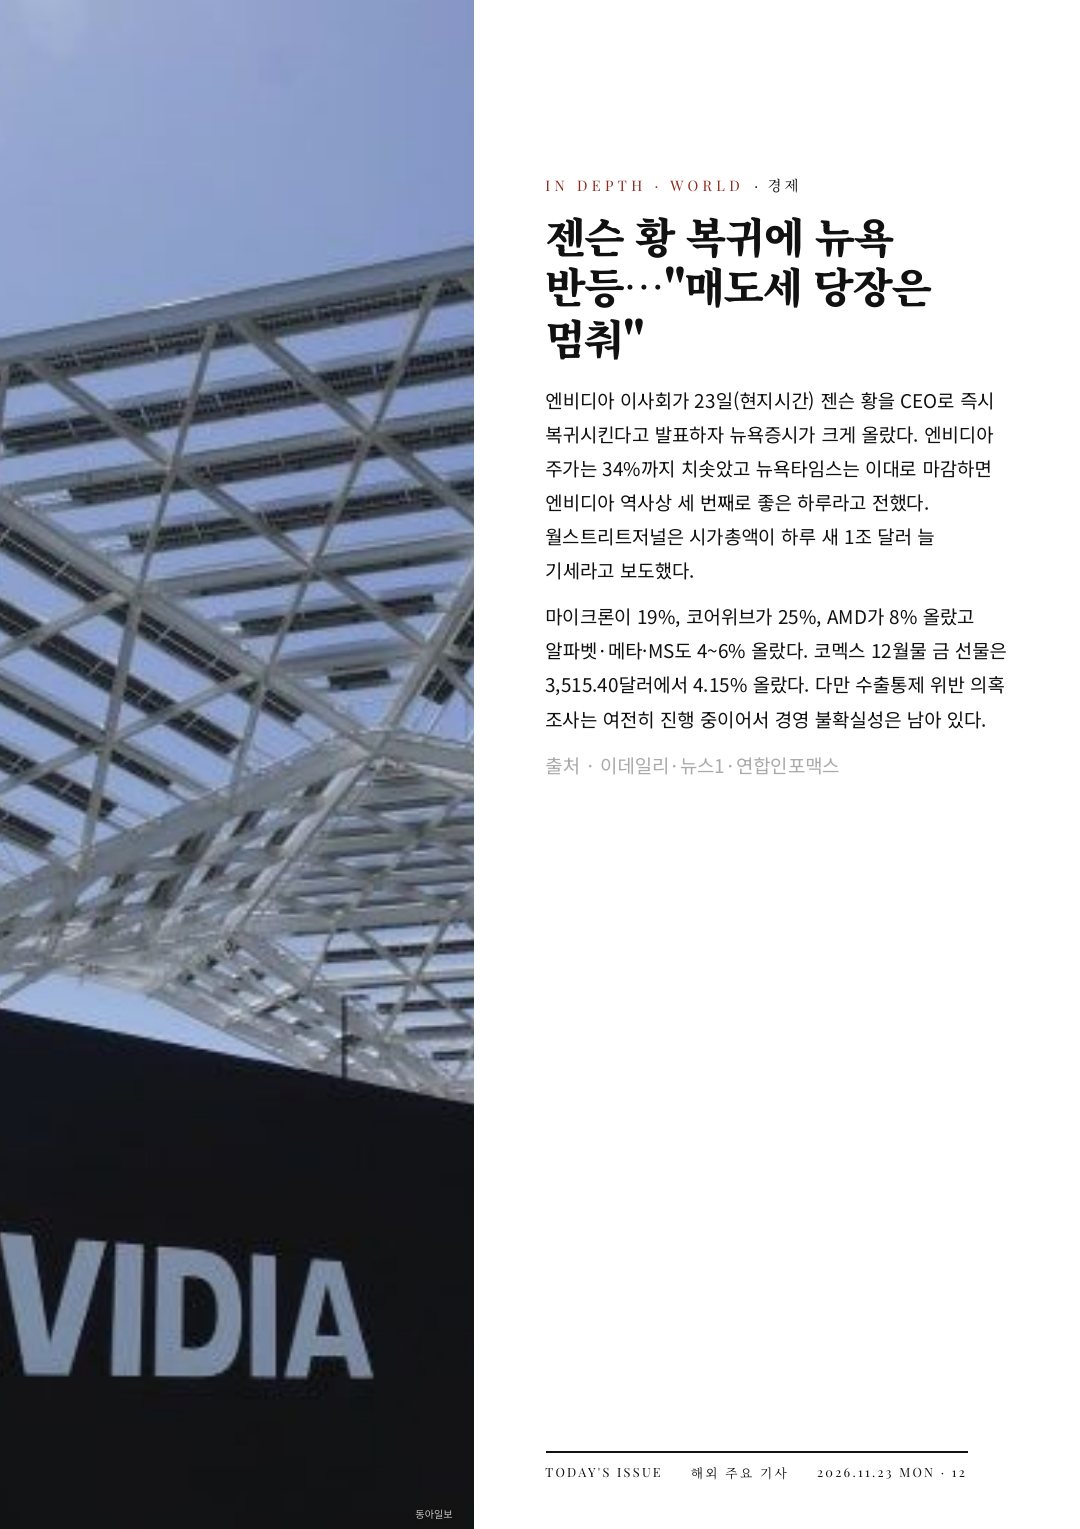 IN DEPTH · WORLD · 경제
젠슨 황 복귀에 뉴욕
반등···"매도세 당장은
멈춰"
엔비디아 이사회가 23일(현지시간) 젠슨 황을 CEO로 즉시
복귀시킨다고 발표하자 뉴욕증시가 크게 올랐다. 엔비디아
주가는 34%까지 치솟았고 뉴욕타임스는 이대로 마감하면
엔비디아 역사상 세 번째로 좋은 하루라고 전했다.
월스트리트저널은 시가총액이 하루 새 1조 달러 늘
기세라고 보도했다.
마이크론이 19%, 코어위브가 25%, AMD가 8% 올랐고
알파벳·메타·MS도 4~6% 올랐다. 코멕스 12월물 금 선물은
3,515.40달러에서 4.15% 올랐다. 다만 수출통제 위반 의혹
조사는 여전히 진행 중이어서 경영 불확실성은 남아 있다.
출처 · 이데일리·뉴스1·연합인포맥스
VIDIA
TODAY'S ISSUE 해외 주요 기사 2026.11.23 MON · 12
동아일보